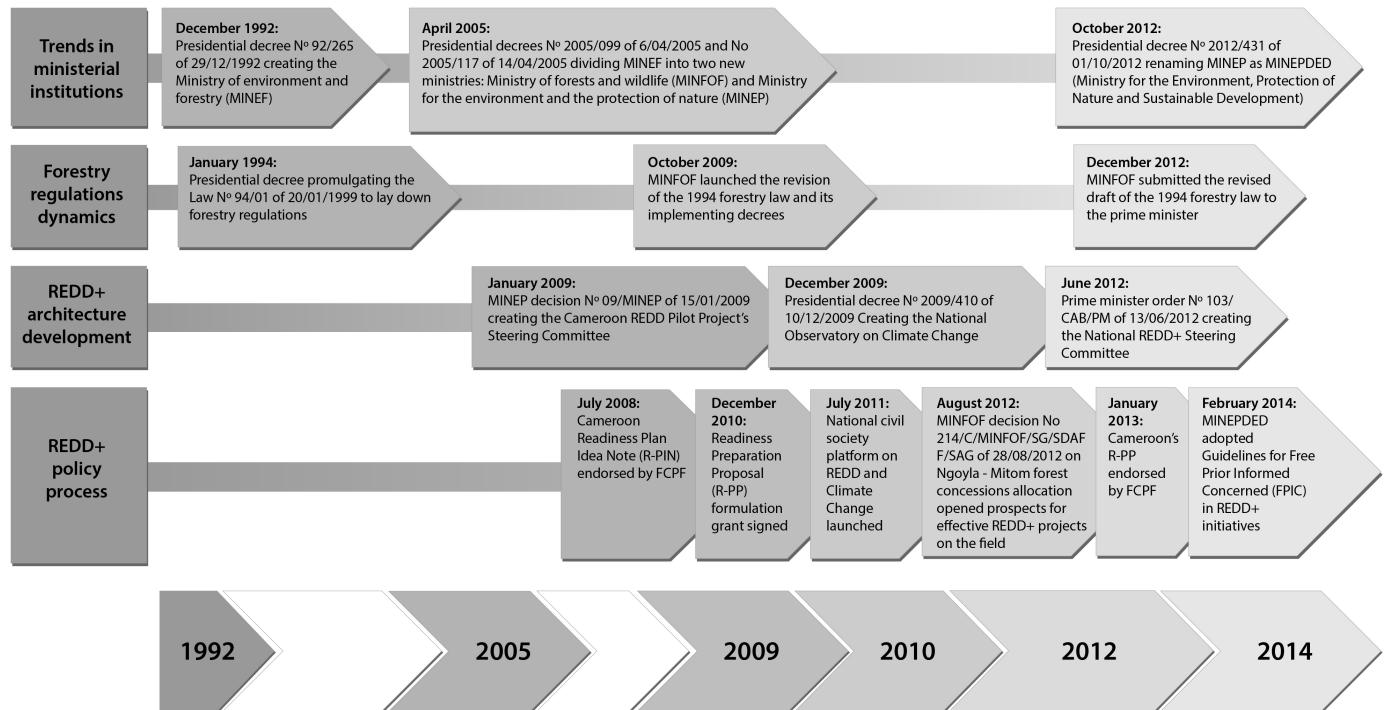 Trends in
ministerial
institutions
December 1992:
Presidential decree Nº 92/265
of 29/12/1992 creating the
Ministry of environment and
forestry (MINEF)
April 2005:
Presidential decrees Nº 2005/099 of 6/04/2005 and No
2005/117 of 14/04/2005 dividing MINEF into two new
ministries: Ministry of forests and wildlife (MINFOF) and Ministry
for the environment and the protection of nature (MINEP)
October 2012:
Presidential decree Nº 2012/431 of
01/10/2012 renaming MINEP as MINEPDED
(Ministry for the Environment, Protection of
Nature and Sustainable Development)
Forestry
regulations
dynamics
January 1994:
Presidential decree promulgating the
Law Nº 94/01 of 20/01/1999 to lay down
forestry regulations
October 2009:
MINFOF launched the revision
of the 1994 forestry law and its
implementing decrees
December 2012:
MINFOF submitted the revised
draft of the 1994 forestry law to
the prime minister
REDD+
architecture
development
January 2009:
MINEP decision Nº 09/MINEP of 15/01/2009
creating the Cameroon REDD Pilot Project's
Steering Committee
December 2009:
Presidential decree Nº 2009/410 of
10/12/2009 Creating the National
Observatory on Climate Change
June 2012:
Prime minister order Nº 103/
CAB/PM of 13/06/2012 creating
the National REDD+ Steering
Committee
REDD+
policy
process
July 2008:
Cameroon
Readiness Plan
Idea Note (R-PIN)
endorsed by FCPF
December
2010:
Readiness
Preparation
Proposal
(R-PP)
formulation
grant signed
July 2011:
National civil
society
platform on
REDD and
Climate
Change
launched
August 2012:
MINFOF decision No
214/C/MINFOF/SG/SDAF
F/SAG of 28/08/2012 on
Ngoyla - Mitom forest
concessions allocation
opened prospects for
effective REDD+ projects
on the field
January
2013:
Cameroon's
R-PP
endorsed
by FCPF
February 2014:
MINEPDED
adopted
Guidelines for Free
Prior Informed
Concerned (FPIC)
in REDD+
initiatives
1992
2005
2009
2010
2012
2014